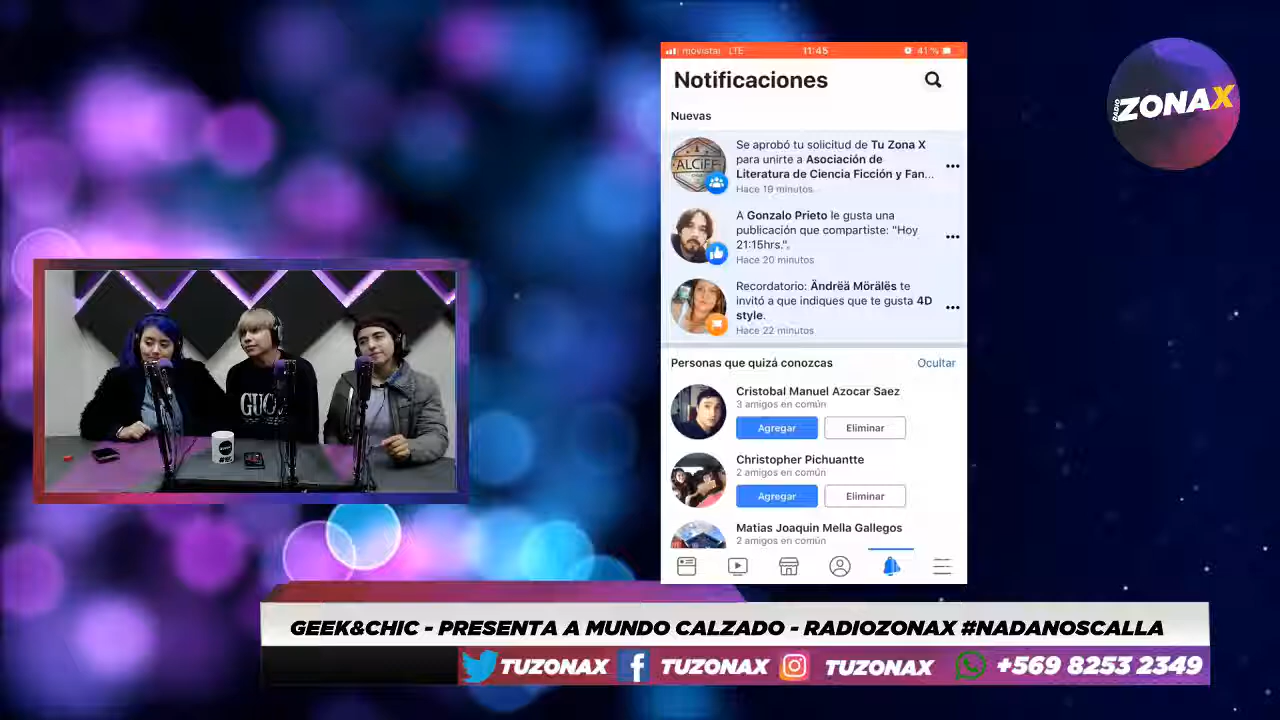 movistar LTE 11:45 41 %
Notificaciones
RADIO
ZONAX
Nuevas
ALCIFF
Se aprobó tu solicitud de Tu Zona X
para unirte a Asociación de
Literatura de Ciencia Ficción y Fan...
Hace 19 minutos
A Gonzalo Prieto le gusta una
publicación que compartiste: "Hoy
21:15hrs.".
Hace 20 minutos
Recordatorio: Ändrëä Mörälës te
invitó a que indiques que te gusta 4D
style.
Hace 22 minutos
Personas que quizá conozcas Ocultar
Cristobal Manuel Azocar Saez
3 amigos en común
Agregar Eliminar
Christopher Pichuantte
2 amigos en común
Agregar Eliminar
Matias Joaquin Mella Gallegos
2 amigos en común
GEEK&CHIC - PRESENTA A MUNDO CALZADO - RADIOZONAX #NADANOSCALLA
TUZONAX TUZONAX TUZONAX +569 8253 2349